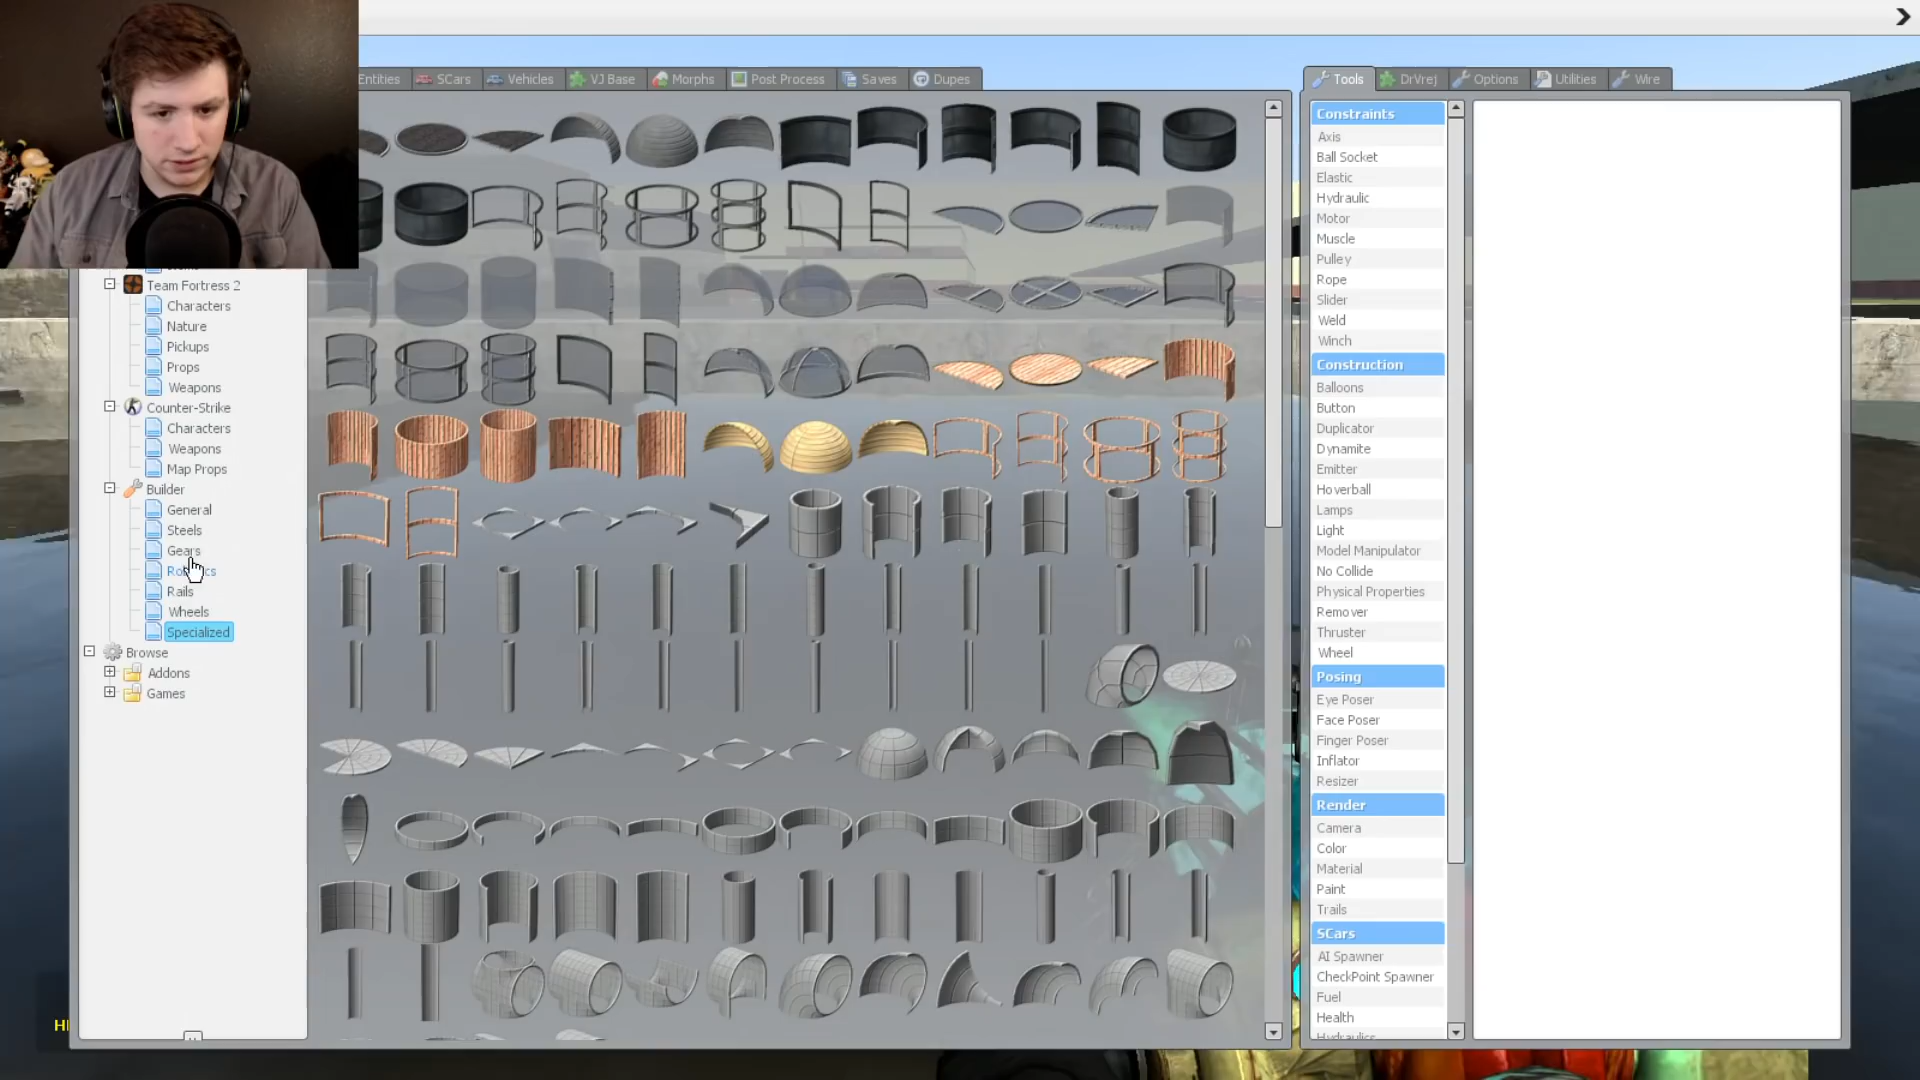 Entities
SCars
Vehicles
VJ Base
Morphs
Post Process
Saves
Dupes
Tools
DrVrej
Options
Utilities
Wire
Team Fortress 2
Characters
Nature
Pickups
Props
Weapons
Counter-Strike
Characters
Weapons
Map Props
Builder
General
Steels
Gears
Rails
Wheels
Specialized
Browse
Addons
Games
Constraints
Axis
Ball Socket
Elastic
Hydraulic
Motor
Muscle
Pulley
Rope
Slider
Weld
Winch
Construction
Balloons
Button
Duplicator
Dynamite
Emitter
Hoverball
Lamps
Light
Model Manipulator
No Collide
Physical Properties
Remover
Thruster
Wheel
Posing
Eye Poser
Face Poser
Finger Poser
Inflator
Resizer
Render
Camera
Color
Material
Paint
Trails
SCars
AI Spawner
CheckPoint Spawner
Fuel
Health
Hydraulics